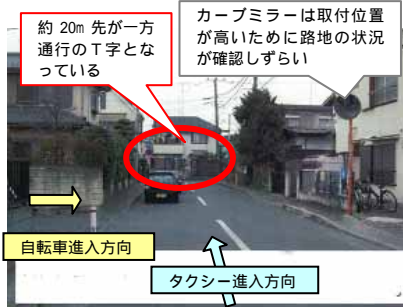 約 20m 先が一方
通行のT字とな
っている
カーブミラーは取付位置
が高いために路地の状況
が確認しずらい
自転車進入方向
タクシー進入方向